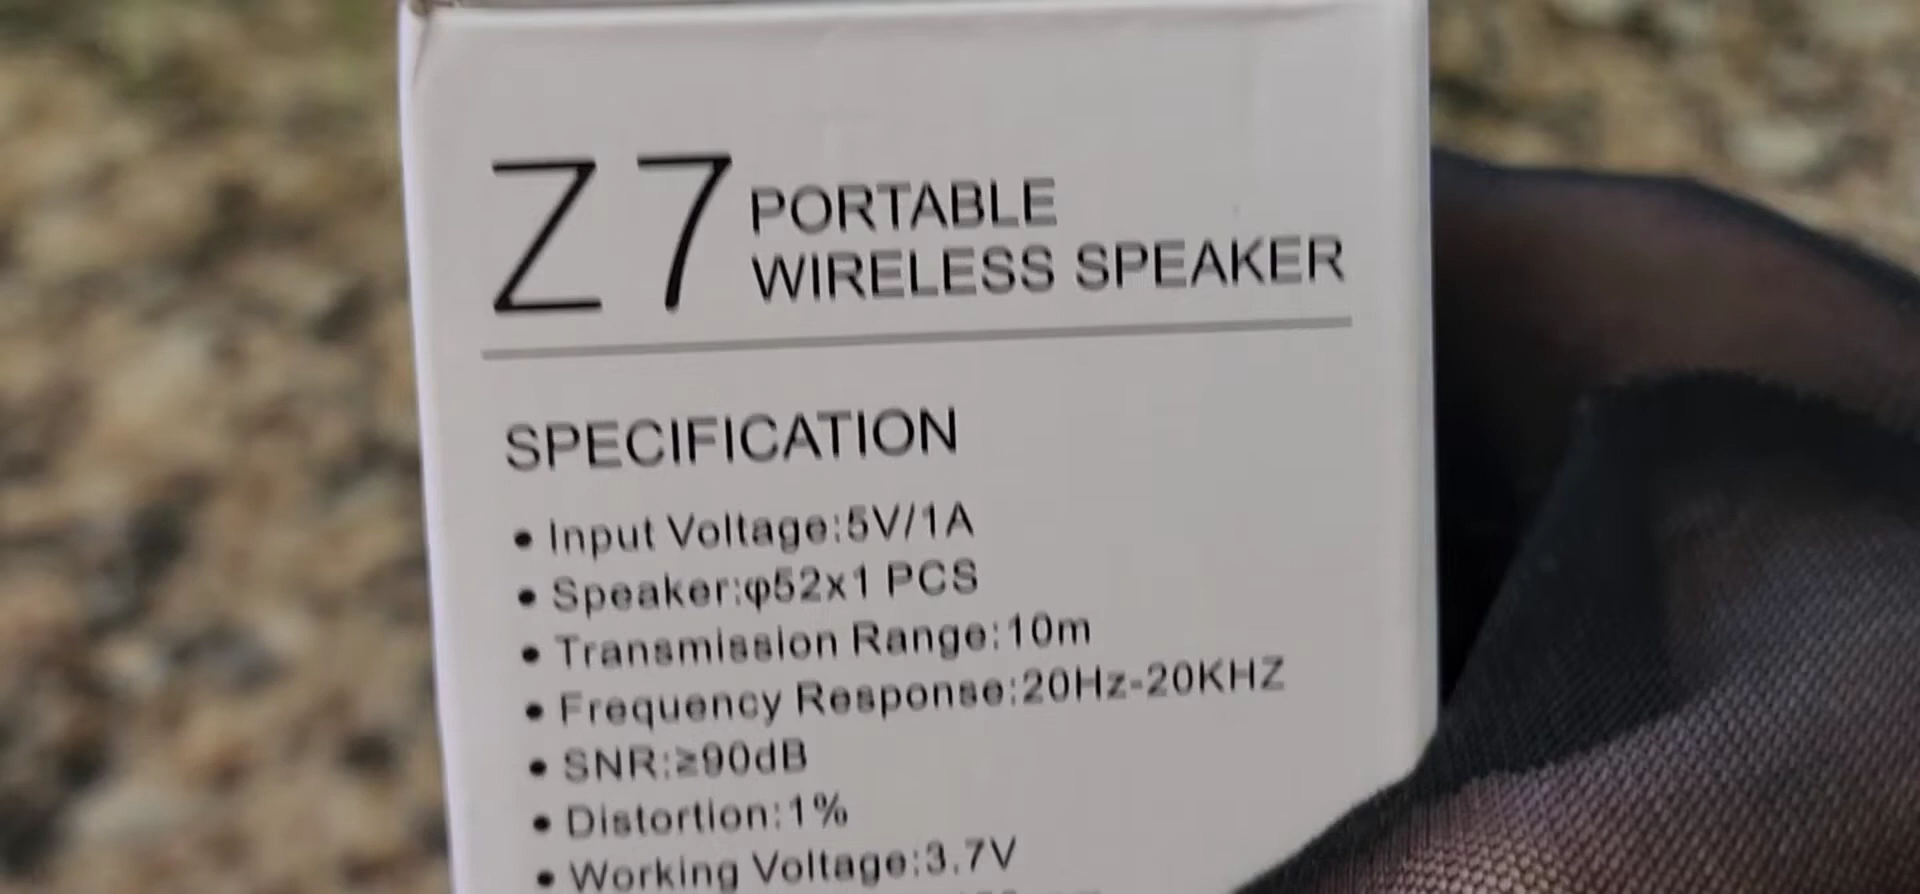 Z7 PORTABLE
WIRELESS SPEAKER
SPECIFICATION
• Input Voltage:5V/1A
• Speaker:φ52x1 PCS
• Transmission Range:10m
• Frequency Response:20Hz-20KHZ
• SNR:≥90dB
• Distortion:1%
• Working Voltage:3.7V